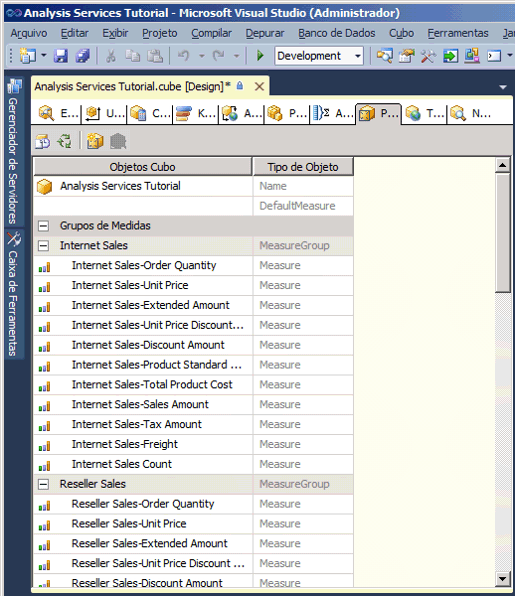 Analysis Services Tutorial - Microsoft Visual Studio (Administrador)
Arquivo Editar Exibir Projeto Compilar Depurar Banco de Dados Cubo Ferramentas Jan
Development
Gerenciador de Servidores
Caixa de Ferramentas
Analysis Services Tutorial.cube [Design]*
E... U... C... K... A... P... A... P... T... N...
Objetos Cubo Tipo de Objeto
Analysis Services Tutorial Name
DefaultMeasure
Grupos de Medidas
Internet Sales MeasureGroup
Internet Sales-Order Quantity Measure
Internet Sales-Unit Price Measure
Internet Sales-Extended Amount Measure
Internet Sales-Unit Price Discount... Measure
Internet Sales-Discount Amount Measure
Internet Sales-Product Standard ... Measure
Internet Sales-Total Product Cost Measure
Internet Sales-Sales Amount Measure
Internet Sales-Tax Amount Measure
Internet Sales-Freight Measure
Internet Sales Count Measure
Reseller Sales MeasureGroup
Reseller Sales-Order Quantity Measure
Reseller Sales-Unit Price Measure
Reseller Sales-Extended Amount Measure
Reseller Sales-Unit Price Discount ... Measure
Reseller Sales-Discount Amount Measure